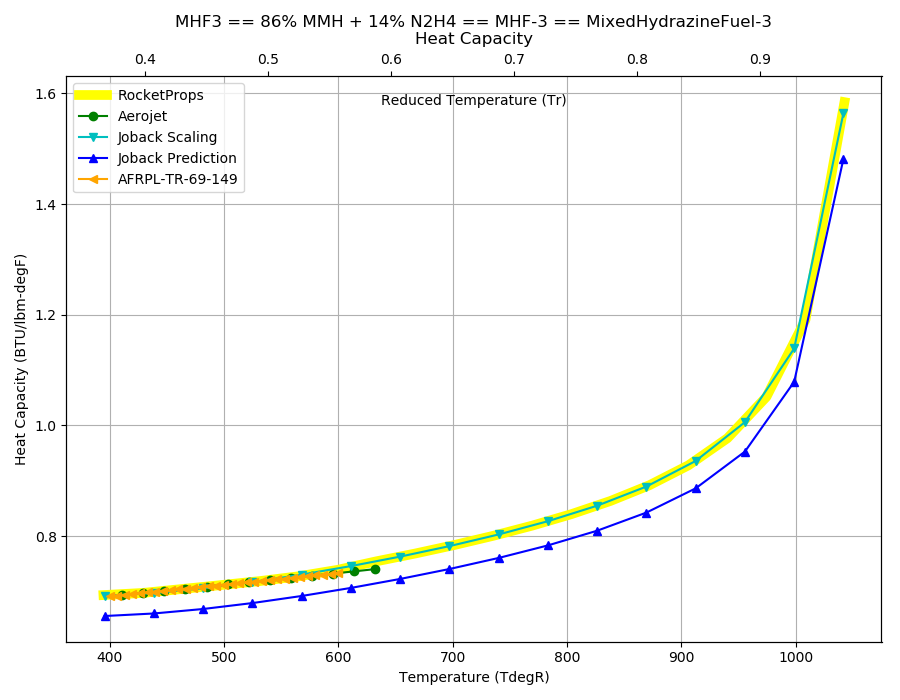 MHF3 == 86% MMH + 14% N2H4 == MHF-3 == MixedHydrazineFuel-3
Heat Capacity
0.4 0.5 0.6 0.7 0.8 0.9
Reduced Temperature (Tr)
RocketProps
Aerojet
Joback Scaling
Joback Prediction
AFRPL-TR-69-149
Heat Capacity (BTU/lbm-degF)
1.6
1.4
1.2
1.0
0.8
400 500 600 700 800 900 1000
Temperature (TdegR)